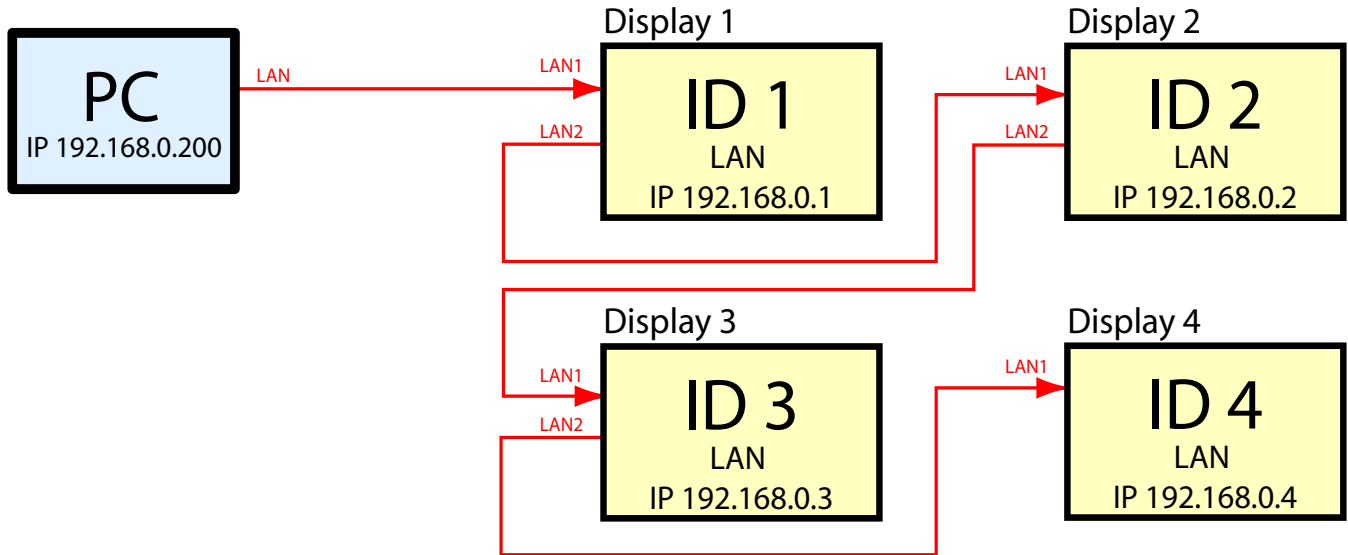 PC
IP 192.168.0.200
LAN
Display 1
LAN1
LAN2
ID 1
LAN
IP 192.168.0.1
Display 2
LAN1
LAN2
ID 2
LAN
IP 192.168.0.2
Display 3
LAN1
LAN2
ID 3
LAN
IP 192.168.0.3
Display 4
LAN1
ID 4
LAN
IP 192.168.0.4